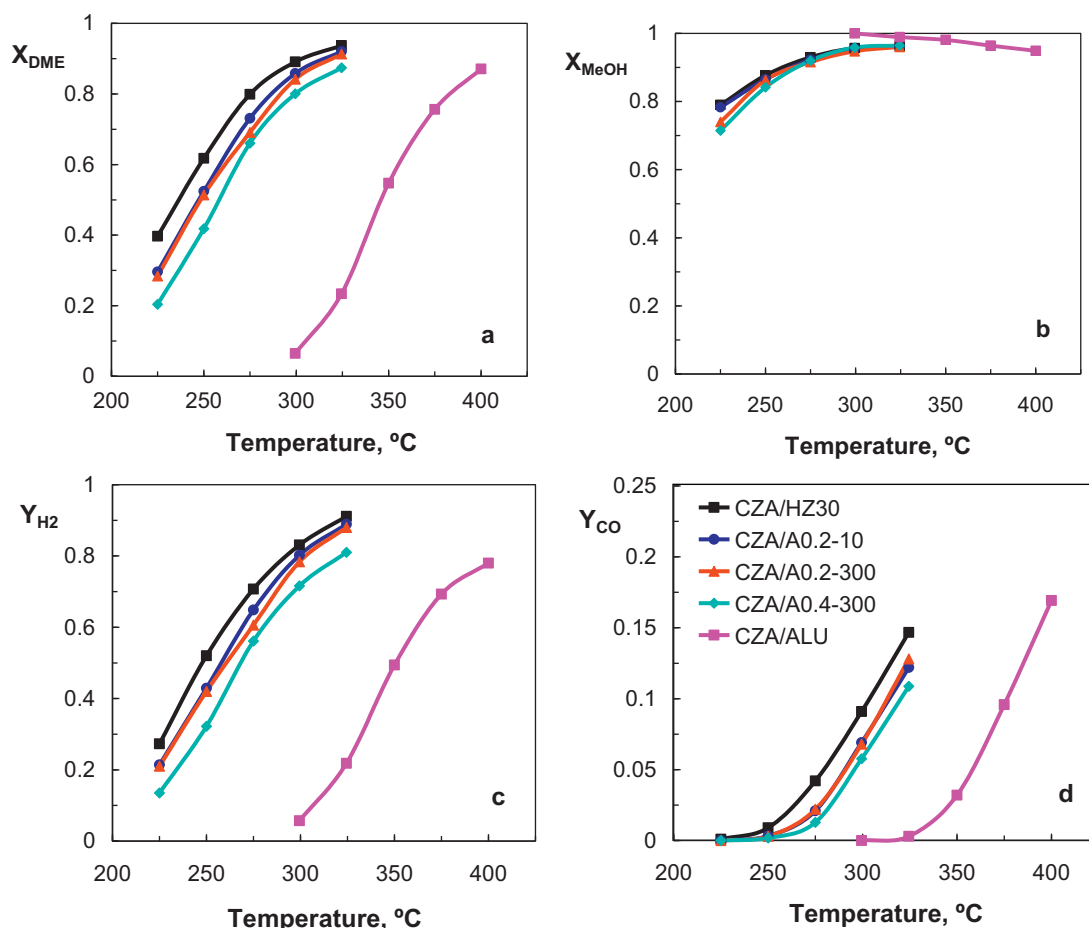 1
X_DME
0.8
0.6
0.4
0.2
a
0
200 250 300 350 400
Temperature, ºC
1
X_MeOH
0.8
0.6
0.4
0.2
b
0
200 250 300 350 400
Temperature, ºC
1
Y_H2
0.8
0.6
0.4
0.2
c
0
200 250 300 350 400
Temperature, ºC
0.25
Y_CO
CZA/HZ30
0.2
CZA/A0.2-10
CZA/A0.2-300
0.15
CZA/A0.4-300
CZA/ALU
0.1
0.05
d
0
200 250 300 350 400
Temperature, ºC